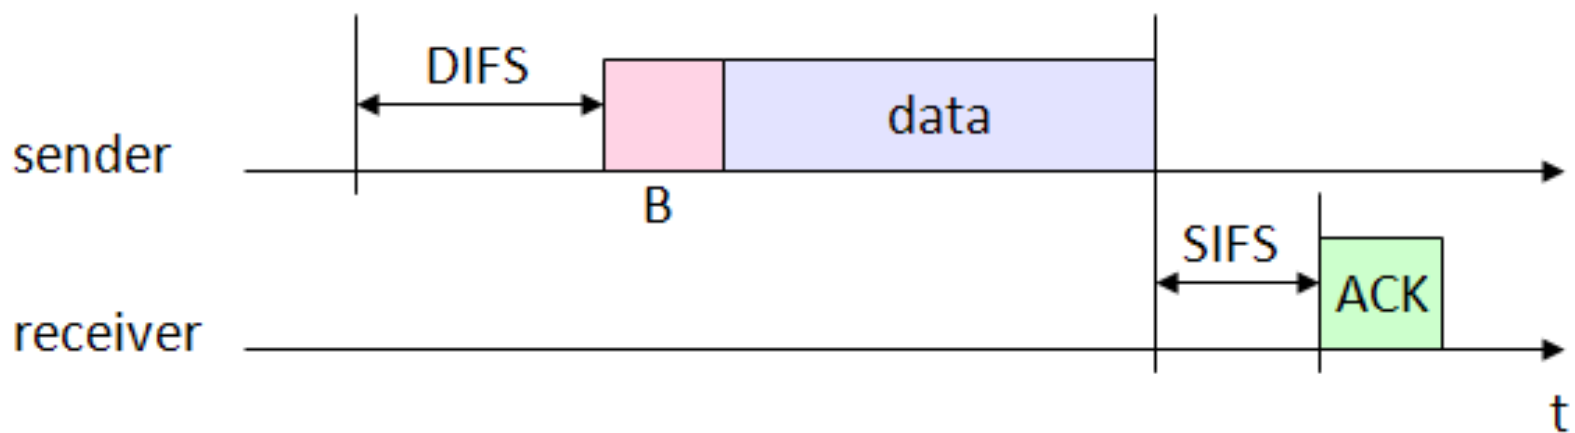 DIFS
data
sender
B
SIFS
ACK
receiver
t